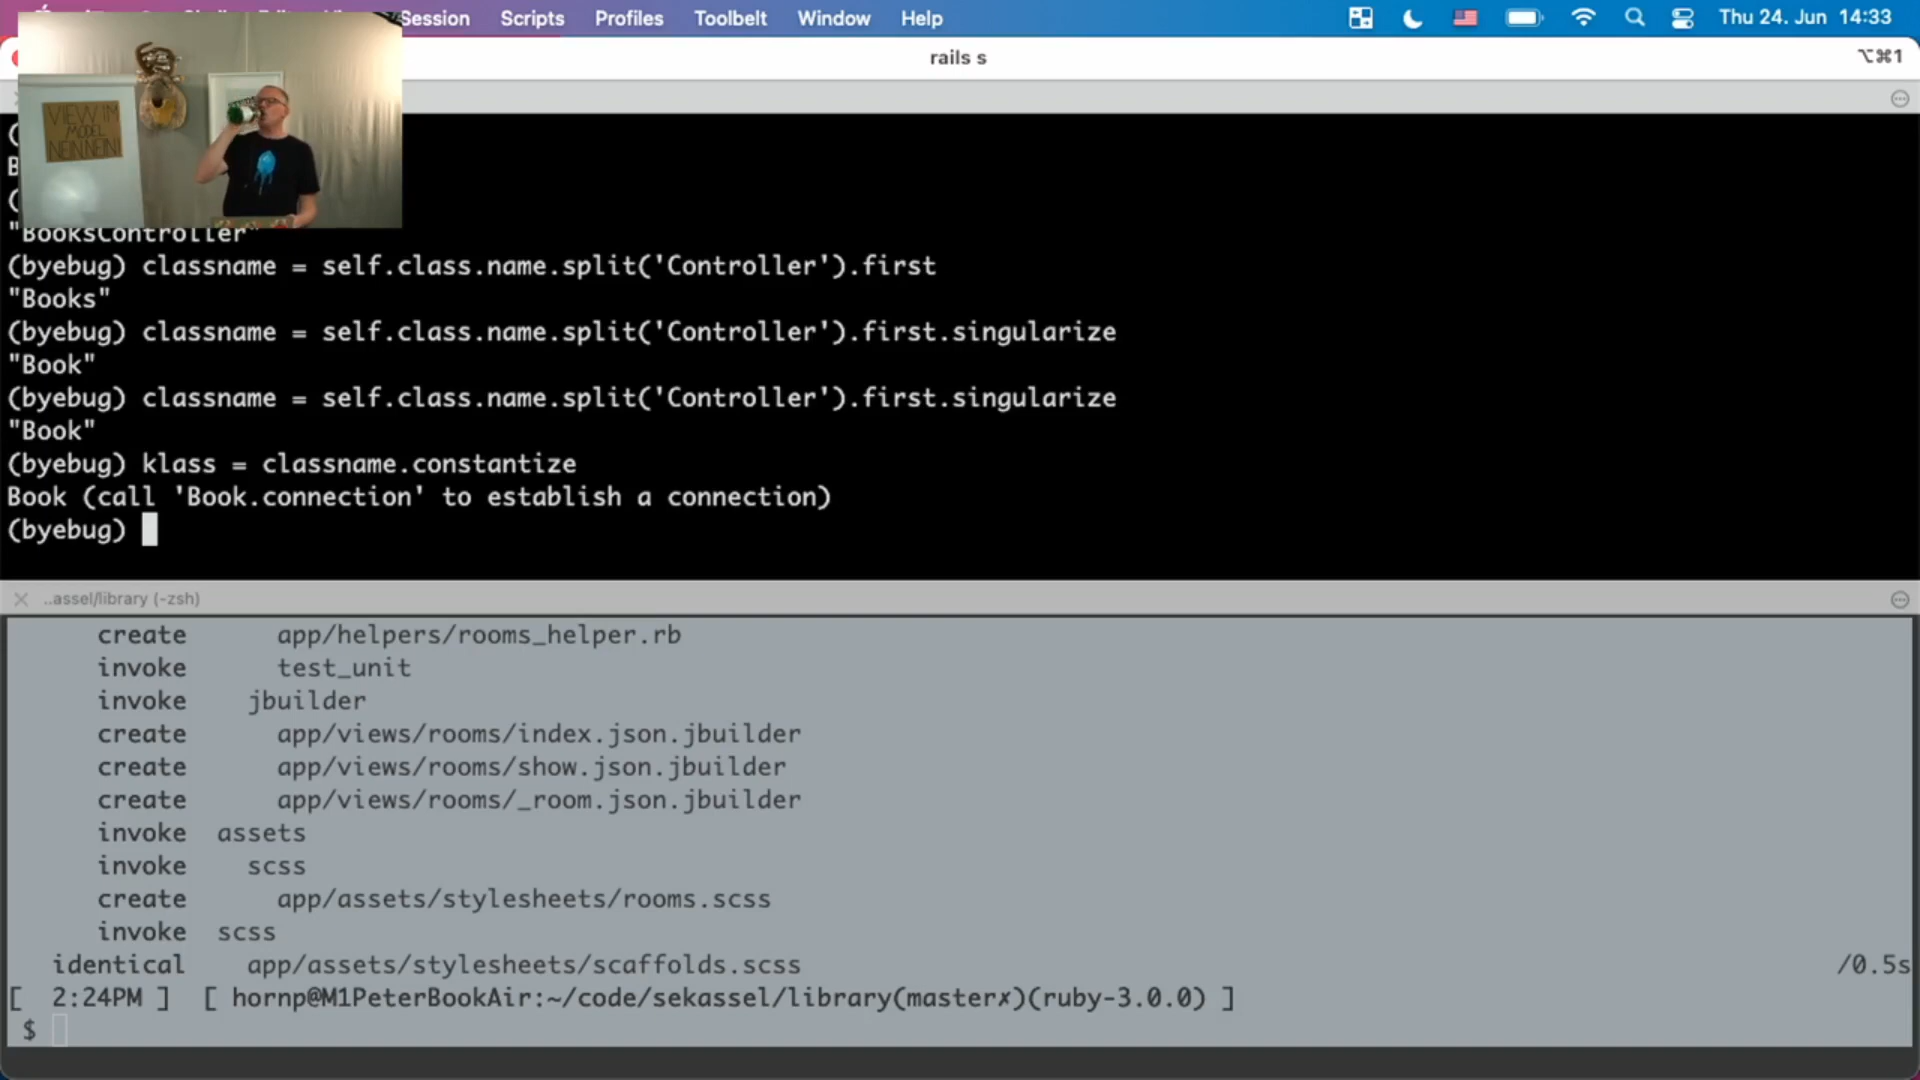 Session Scripts Profiles Toolbelt Window Help Thu 24. Jun 14:33
rails s ⌥⌘1
VIEW IM
MODEL
NEIN NEIN!
(
B
(
"BooksController"
(byebug) classname = self.class.name.split('Controller').first
"Books"
(byebug) classname = self.class.name.split('Controller').first.singularize
"Book"
(byebug) classname = self.class.name.split('Controller').first.singularize
"Book"
(byebug) klass = classname.constantize
Book (call 'Book.connection' to establish a connection)
(byebug)
..assel/library (-zsh)
create app/helpers/rooms_helper.rb
invoke test_unit
invoke jbuilder
create app/views/rooms/index.json.jbuilder
create app/views/rooms/show.json.jbuilder
create app/views/rooms/_room.json.jbuilder
invoke assets
invoke scss
create app/assets/stylesheets/rooms.scss
invoke scss
identical app/assets/stylesheets/scaffolds.scss /0.5s
[ 2:24PM ] [ hornp@M1PeterBookAir:~/code/sekassel/library(master✗)(ruby-3.0.0) ]
$